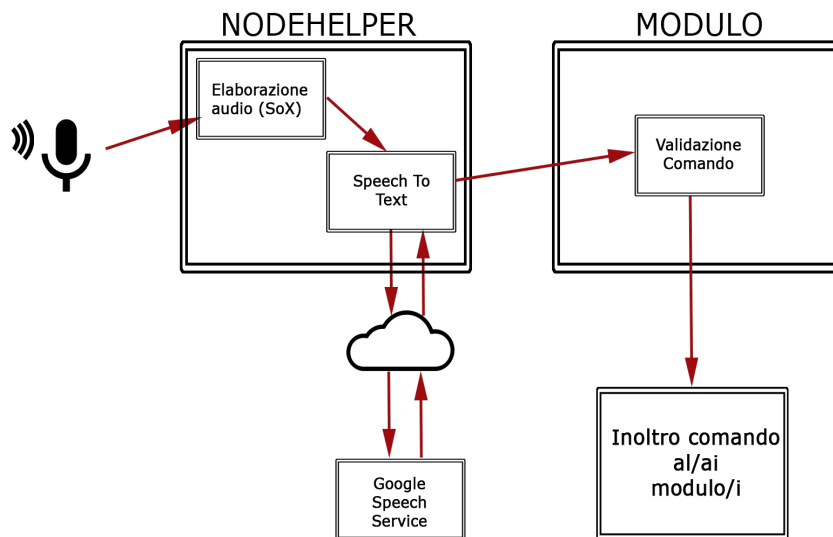 NODEHELPER
MODULO
Elaborazione
audio (SoX)
Speech To
Text
Validazione
Comando
Google
Speech
Service
Inoltro comando
al/ai
modulo/i